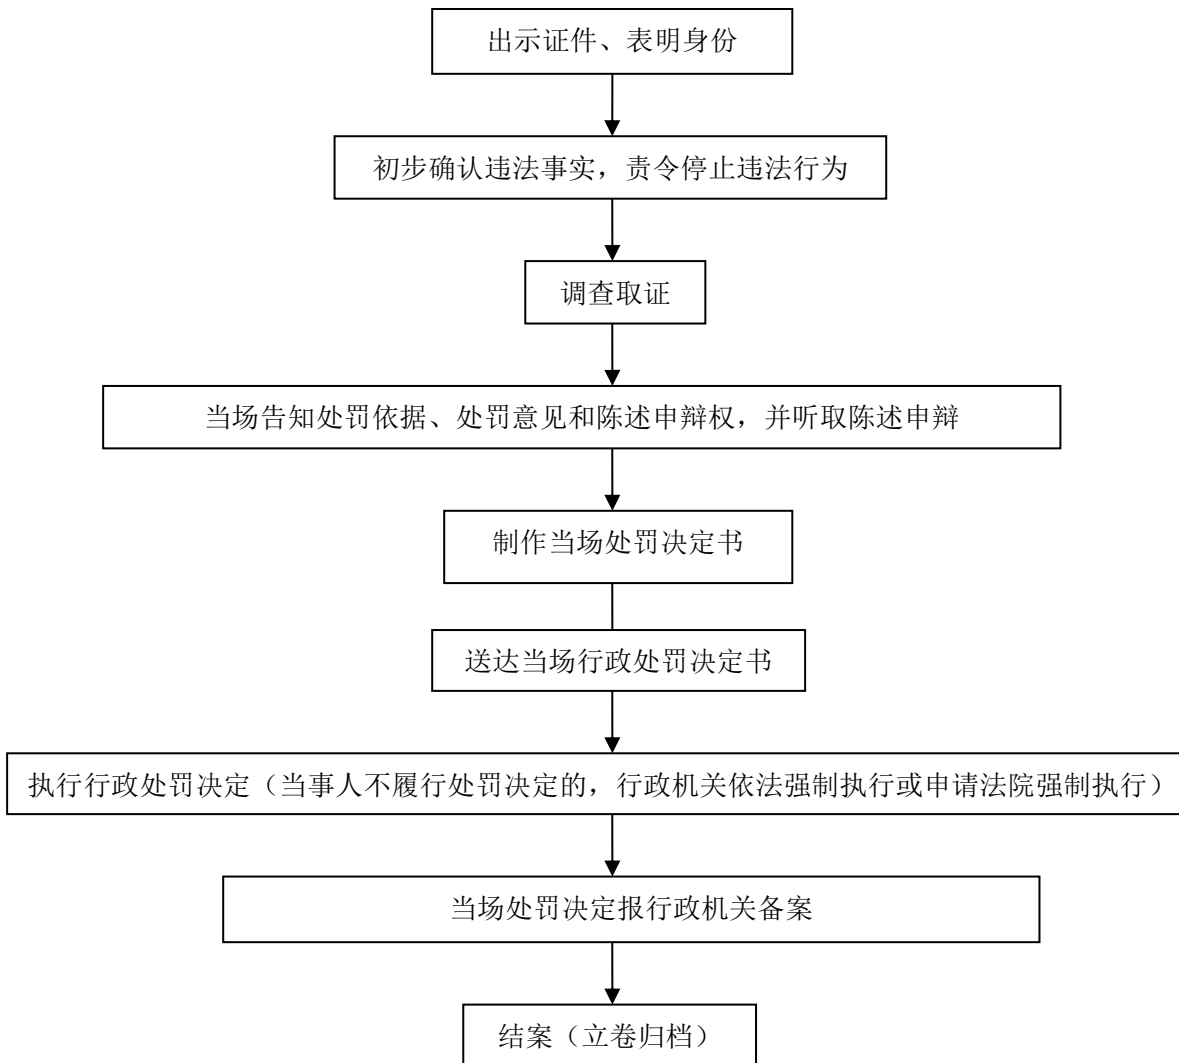 出示证件、表明身份
初步确认违法事实，责令停止违法行为
调查取证
当场告知处罚依据、处罚意见和陈述申辩权，并听取陈述申辩
制作当场处罚决定书
送达当场行政处罚决定书
执行行政处罚决定（当事人不履行处罚决定的，行政机关依法强制执行或申请法院强制执行）
当场处罚决定报行政机关备案
结案（立卷归档）